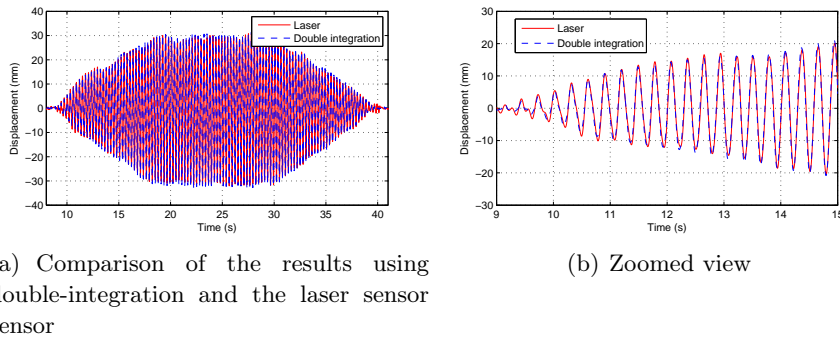 40
30
20
10
0
−10
−20
−30
−40
Displacement (mm)
10 15 20 25 30 35 40
Time (s)
Laser
Double integration
30
20
10
0
−10
−20
−30
Displacement (mm)
9 10 11 12 13 14 15
Time (s)
Laser
Double integration
a) Comparison of the results using
ouble-integration and the laser sensor
ensor
(b) Zoomed view